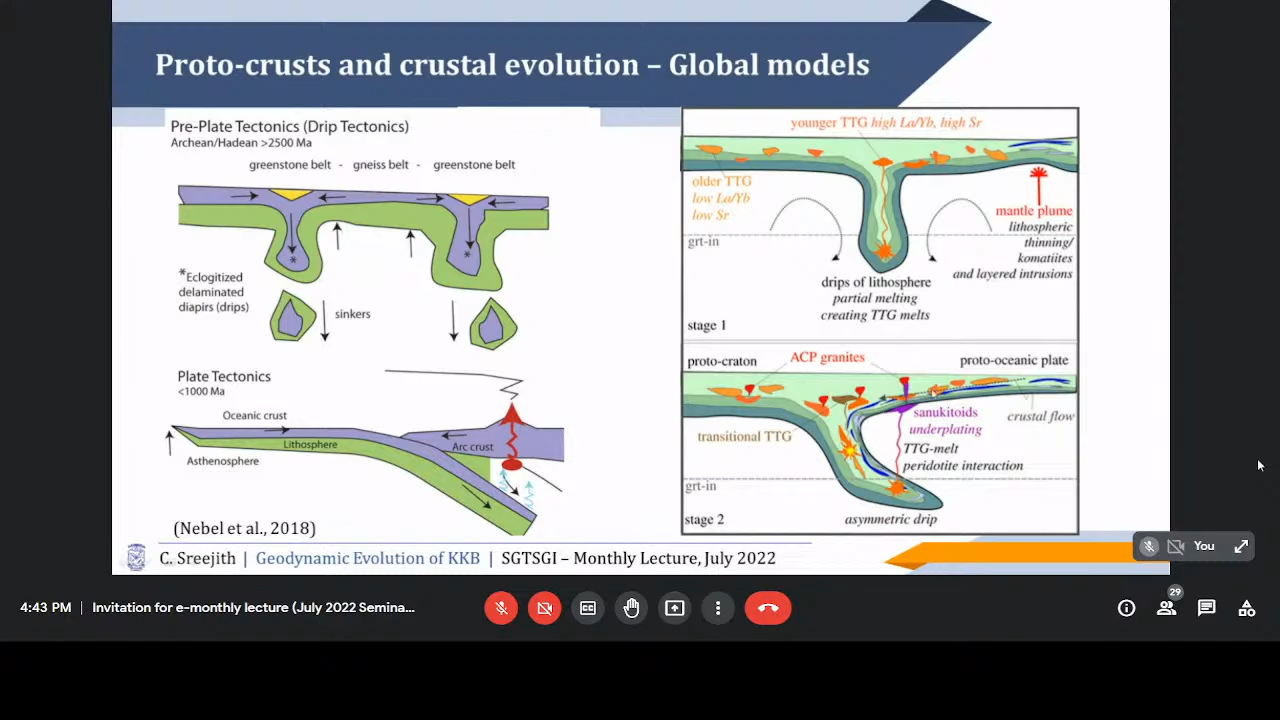 Proto-crusts and crustal evolution – Global models
Pre-Plate Tectonics (Drip Tectonics)
Archean/Hadean >2500 Ma
greenstone belt - gneiss belt - greenstone belt
*
*
*Eclogitized
delaminated
diapirs (drips)
sinkers
Plate Tectonics
<1000 Ma
Oceanic crust
Lithosphere
Arc crust
Asthenosphere
(Nebel et al., 2018)
younger TTG high La/Yb, high Sr
older TTG
low La/Yb
low Sr
grt-in
mantle plume
lithospheric
thinning/
komatiites
and layered intrusions
drips of lithosphere
partial melting
creating TTG melts
stage 1
proto-craton
ACP granites
proto-oceanic plate
sanukitoids
underplating
crustal flow
transitional TTG
TTG-melt
peridotite interaction
grt-in
stage 2
asymmetric drip
C. Sreejith | Geodynamic Evolution of KKB | SGTSGI – Monthly Lecture, July 2022
You
4:43 PM | Invitation for e-monthly lecture (July 2022 Semina...
29